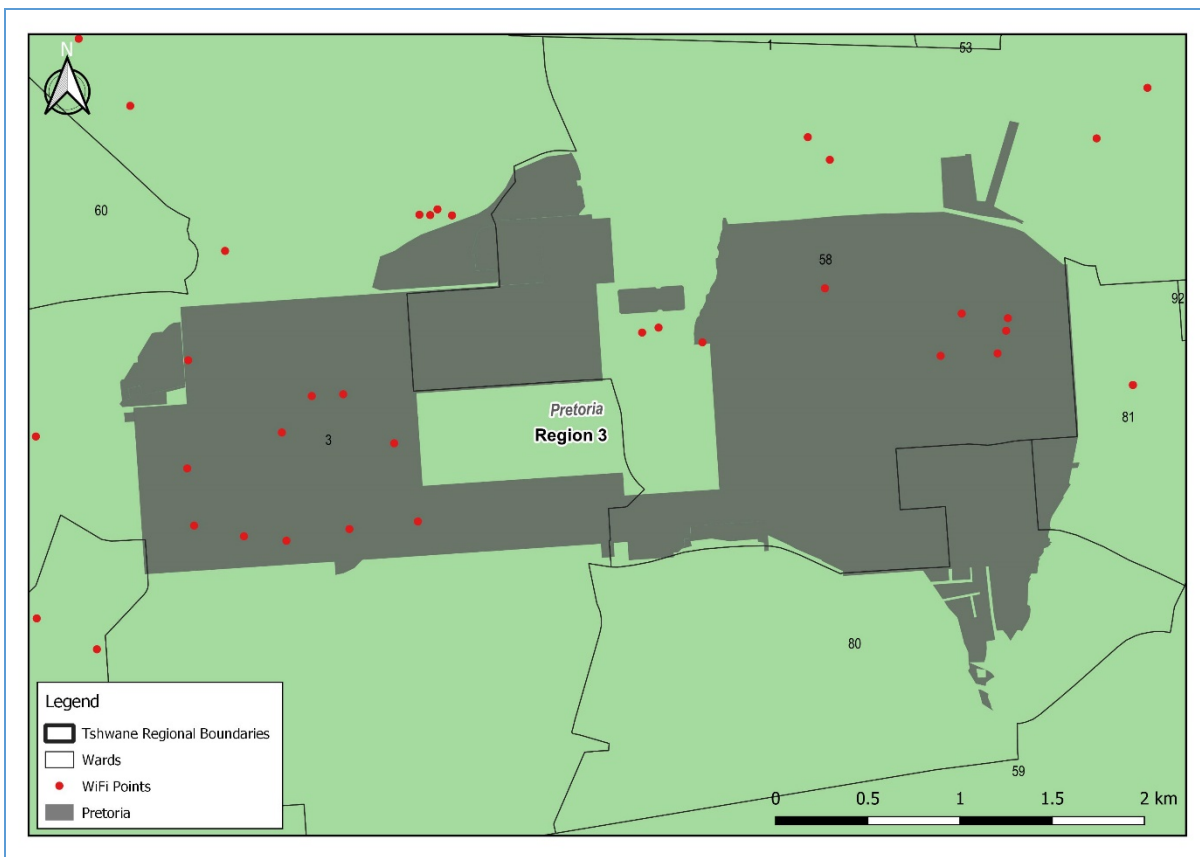 N
1
53
60
58
92
Pretoria
Region 3
81
3
80
59
Legend
Tshwane Regional Boundaries
Wards
WiFi Points
Pretoria
0 0.5 1 1.5 2 km